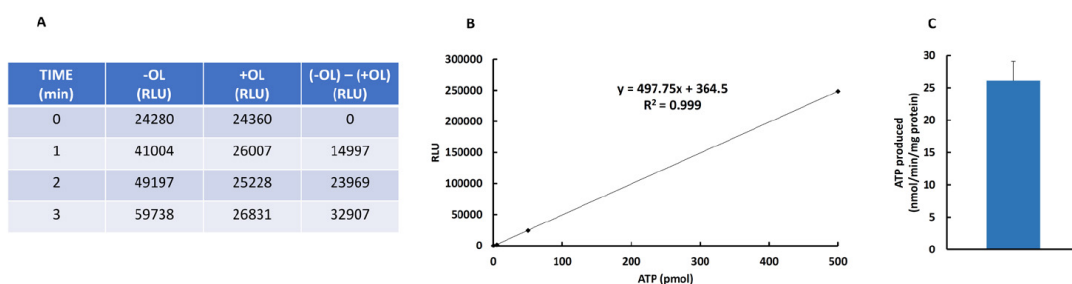 A
TIME (min) -OL (RLU) +OL (RLU) (-OL) – (+OL) (RLU)
0 24280 24360 0
1 41004 26007 14997
2 49197 25228 23969
3 59738 26831 32907
B
300000
250000
200000
150000
100000
50000
0
RLU
y = 497.75x + 364.5
R² = 0.999
0 100 200 300 400 500
ATP (pmol)
C
30
25
20
15
10
5
0
ATP produced
(nmol/min/mg protein)